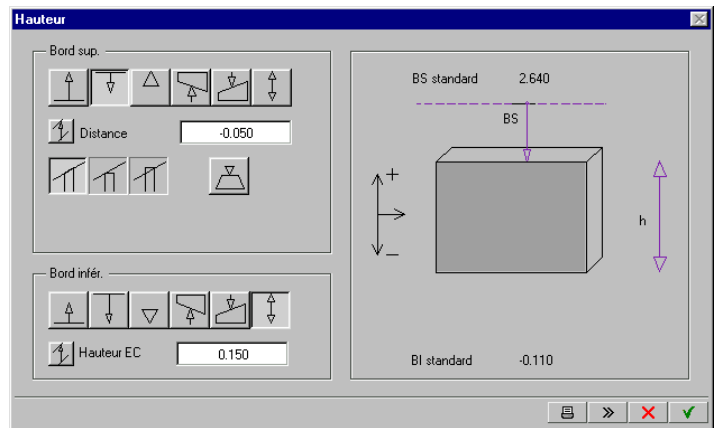 Hauteur
Bord sup.
Distance
-0.050
Bord infér.
Hauteur EC
0.150
BS standard 2.640
BS
+
−
h
BI standard -0.110